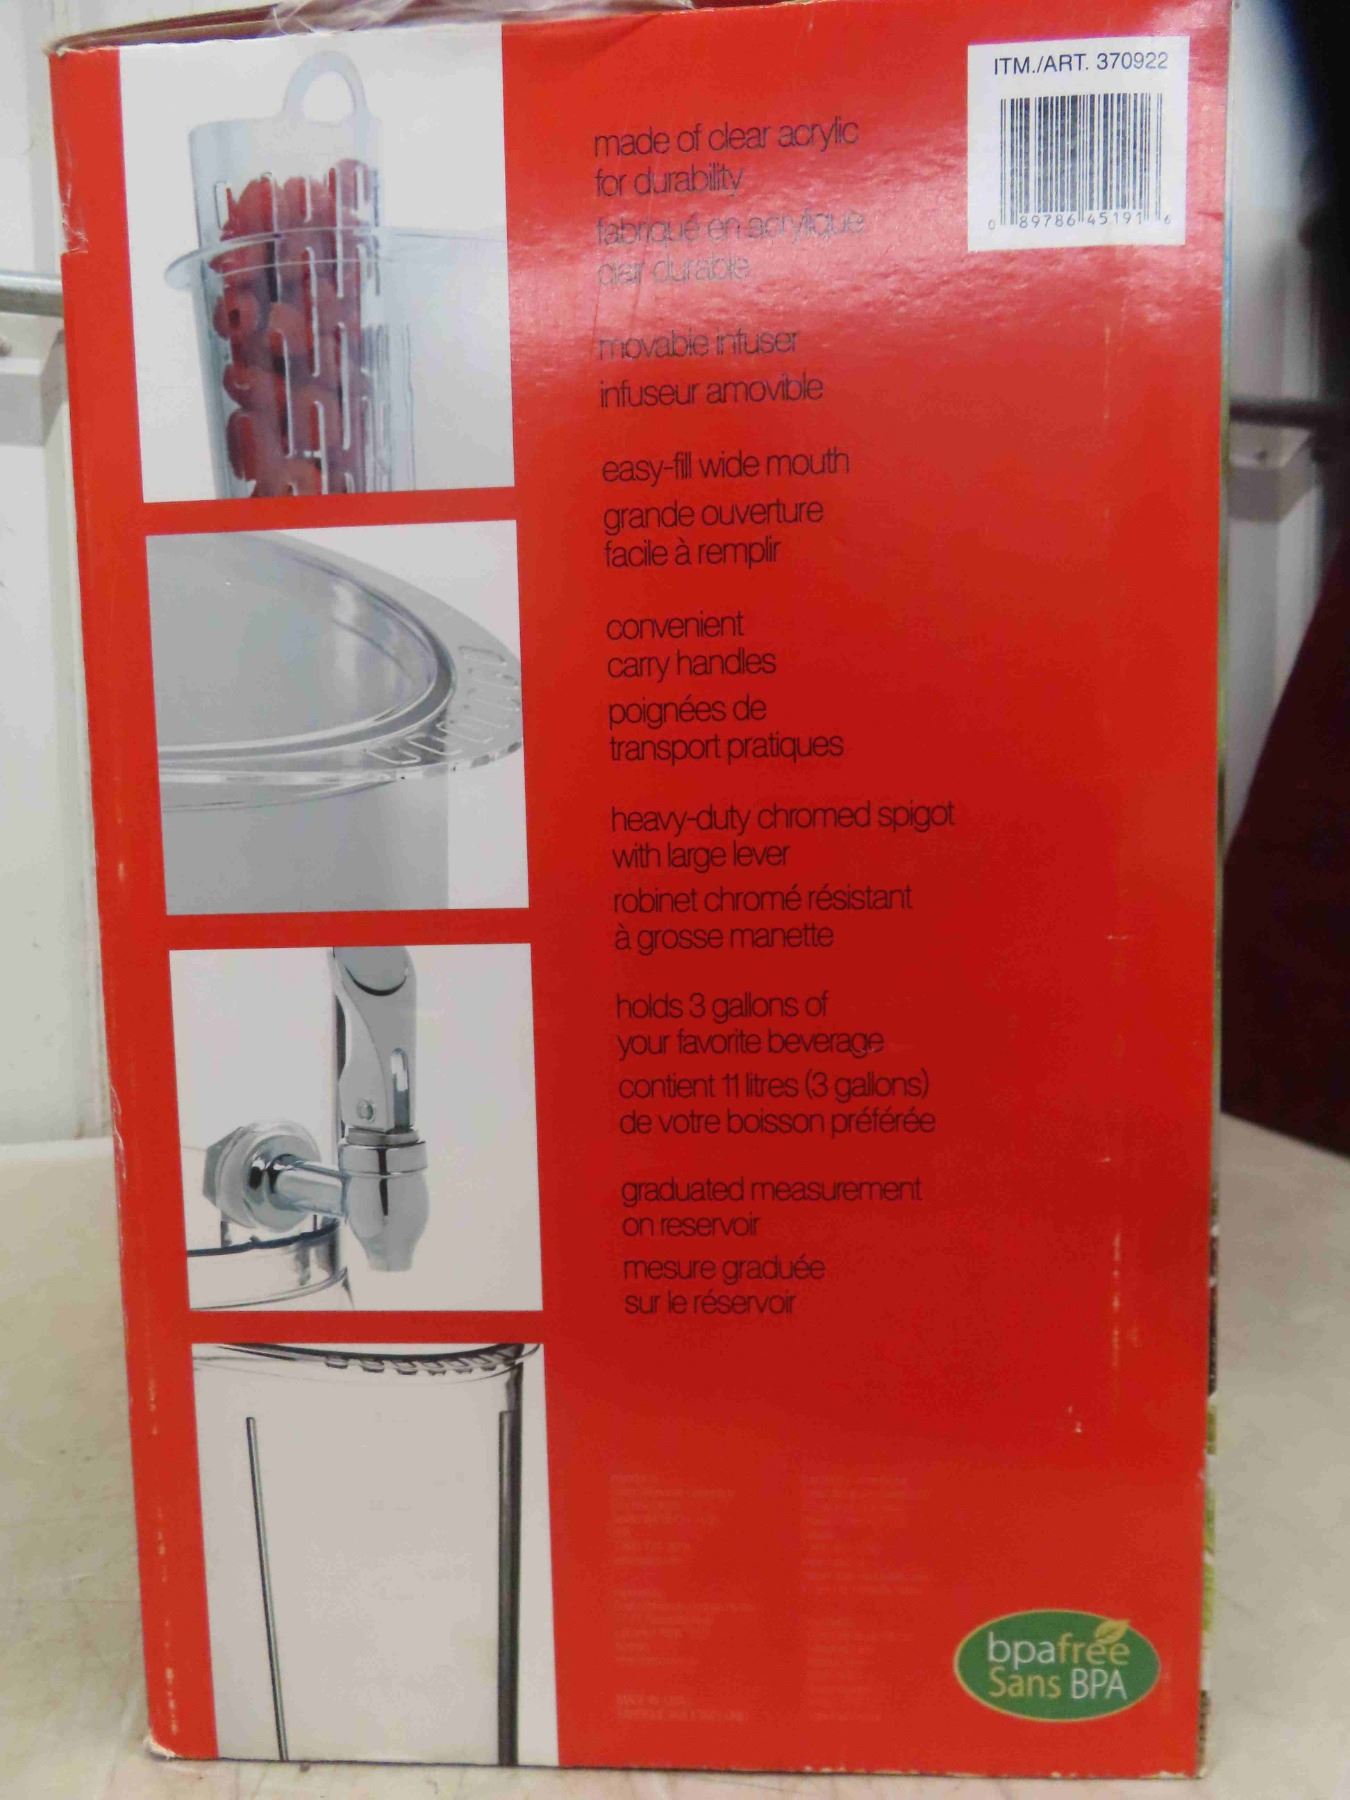 ITM./ART. 370922
0 89786 45191 6
made of clear acrylic
for durability
fabriqué en acrylique
clair durable
movable infuser
infuseur amovible
easy-fill wide mouth
grande ouverture
facile à remplir
convenient
carry handles
poignées de
transport pratiques
heavy-duty chromed spigot
with large lever
robinet chromé résistant
à grosse manette
holds 3 gallons of
your favorite beverage
contient 11 litres (3 gallons)
de votre boisson préférée
graduated measurement
on reservoir
mesure graduée
sur le réservoir
bpafree
Sans BPA